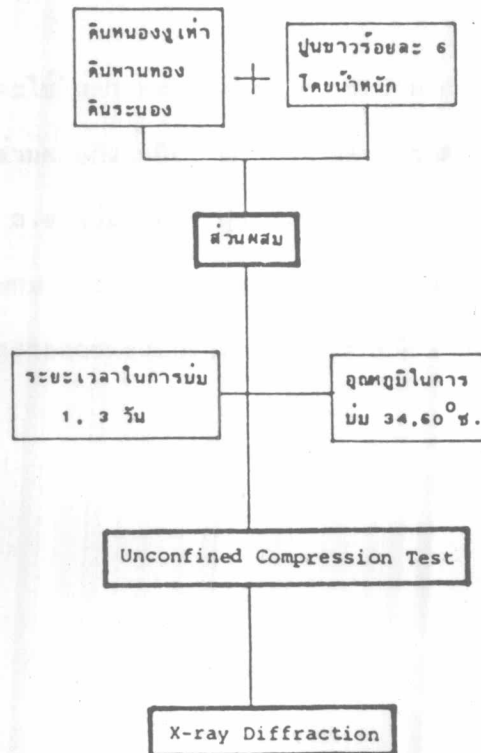 ดินหนองงูเห่า
ดินพานทอง
ดินระนอง
+
ปูนขาวร้อยละ 6
โดยน้ำหนัก
ส่วนผสม
ระยะเวลาในการบ่ม
1, 3 วัน
อุณหภูมิในการ
บ่ม 34,60⁰ซ.
Unconfined Compression Test
X-ray Diffraction